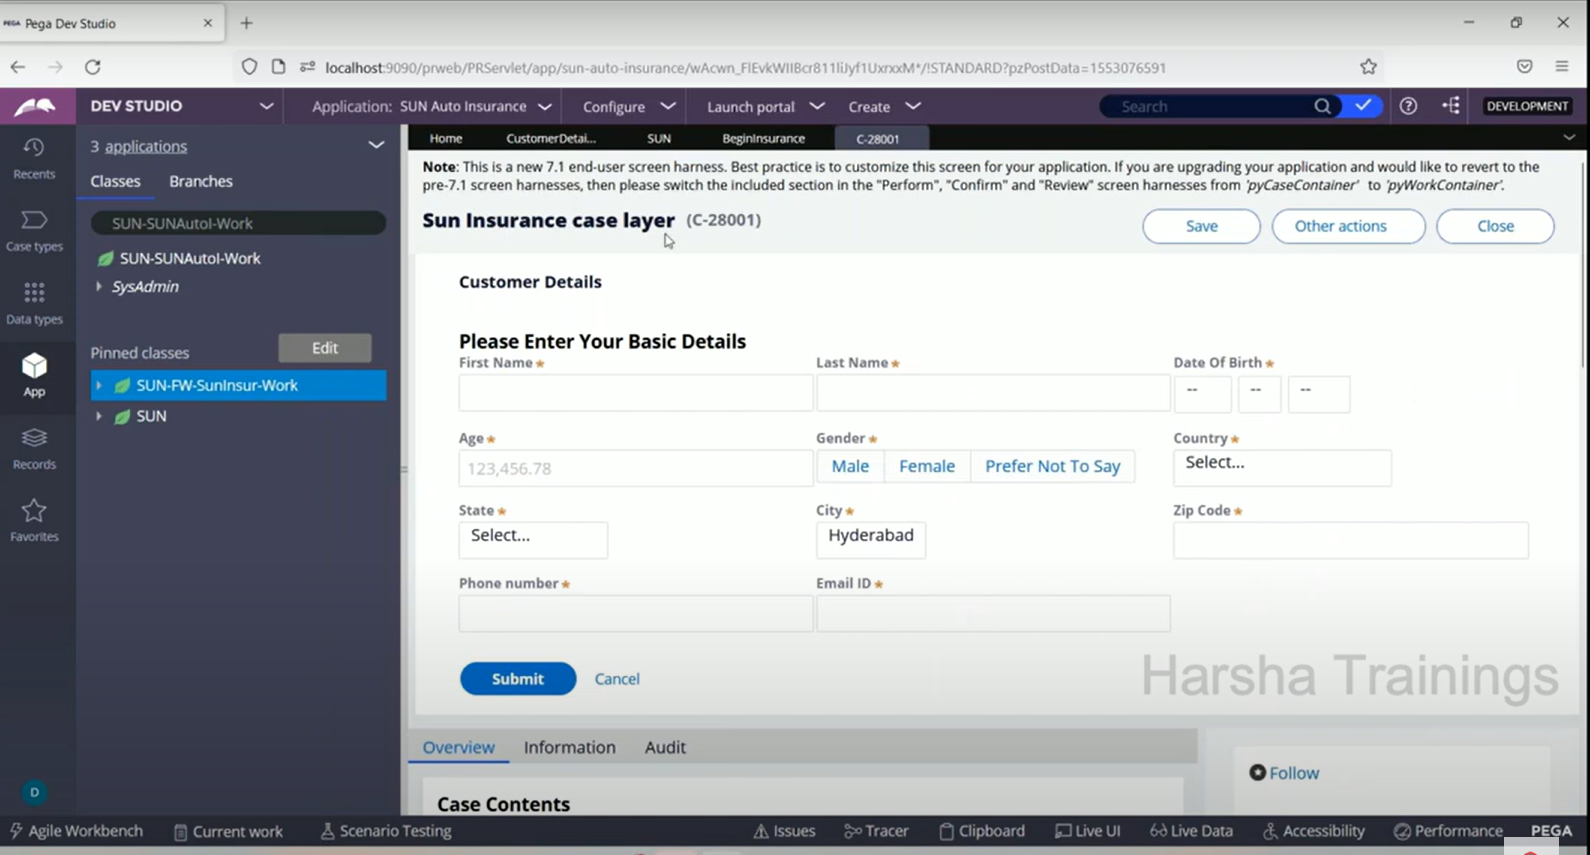 PEGA Pega Dev Studio × +
localhost:9090/prweb/PRServlet/app/sun-auto-insurance/
DEV STUDIO Application: SUN Auto Insurance Configure Launch portal Create Search DEVELOPMENT
Recents
Case types
Data types
App
Records
Favorites
D
3 applications
Classes Branches
SUN-SUNAutoI-Work
SUN-SUNAutoI-Work
SysAdmin
Pinned classes Edit
SUN-FW-SunInsur-Work
SUN
Home CustomerDetai... SUN BeginInsurance C-28001
Note: This is a new 7.1 end-user screen harness. Best practice is to customize this screen for your application. If you are upgrading your application and would like to revert to the
pre-7.1 screen harnesses, then please switch the included section in the "Perform", "Confirm" and "Review" screen harnesses from 'pyCaseContainer' to 'pyWorkContainer'.
Sun Insurance case layer (C-28001) Save Other actions Close
Customer Details
Please Enter Your Basic Details
First Name * Last Name * Date Of Birth *
-- -- --
Age * Gender * Country *
123,456.78 Male Female Prefer Not To Say Select...
State * City * Zip Code *
Select... Hyderabad
Phone number * Email ID *
Submit Cancel
Harsha Trainings
Overview Information Audit
Follow
Case Contents
Agile Workbench Current work Scenario Testing Issues Tracer Clipboard Live UI Live Data Accessibility Performance PEGA